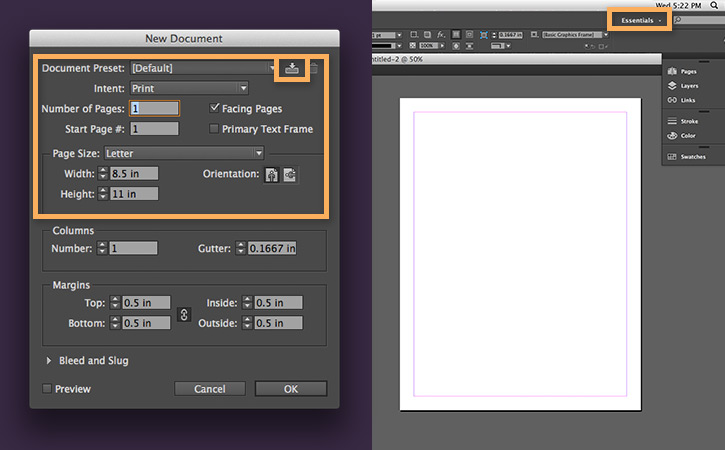 New Document
Document Preset: [Default]
Intent: Print
Number of Pages: 1
Facing Pages
Start Page #: 1
Primary Text Frame
Page Size: Letter
Width: 8.5 in
Orientation:
Height: 11 in
Columns
Number: 1
Gutter: 0.1667 in
Margins
Top: 0.5 in
Inside: 0.5 in
Bottom: 0.5 in
Outside: 0.5 in
Bleed and Slug
Preview
Cancel
OK
Wed 5:22 PM
Essentials
1 pt
0.1667 in
[Basic Graphics Frame]
100%
ntitled-2 @ 50%
Pages
Layers
Links
Stroke
Color
Swatches